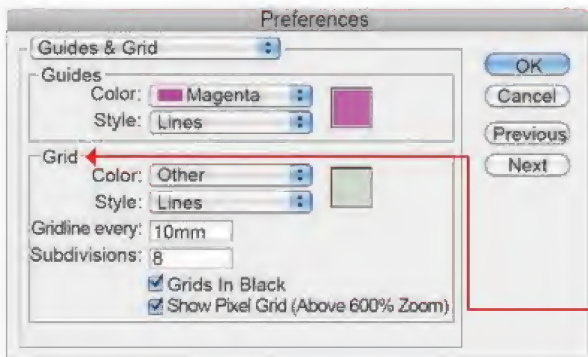 Preferences
Guides & Grid
Guides
Color: Magenta
Style: Lines
Grid
Color: Other
Style: Lines
Gridline every: 10mm
Subdivisions: 8
Grids In Black
Show Pixel Grid (Above 600% Zoom)
OK
Cancel
Previous
Next